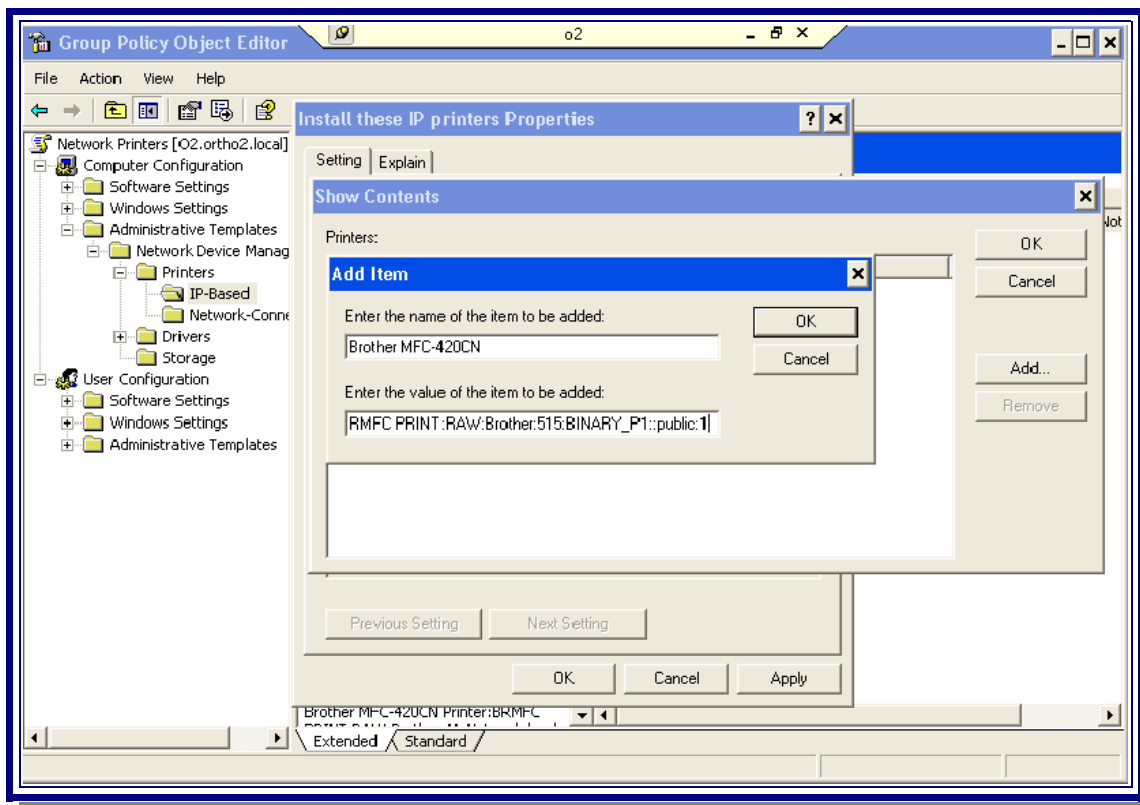 Group Policy Object Editor
o2
File Action View Help
Install these IP printers Properties
Network Printers [O2.ortho2.local]
Computer Configuration
Software Settings
Windows Settings
Administrative Templates
Network Device Manag
Printers
IP-Based
Network-Conne
Drivers
Storage
User Configuration
Software Settings
Windows Settings
Administrative Templates
Setting Explain
Show Contents
Not
Printers:
OK
Cancel
Add...
Remove
Add Item
Enter the name of the item to be added:
Brother MFC-420CN
OK
Cancel
Enter the value of the item to be added:
RMFC PRINT:RAW:Brother:515:BINARY_P1::public:1
Previous Setting Next Setting
OK Cancel Apply
Brother MFC-420CN Printer:BRMFC
Extended Standard